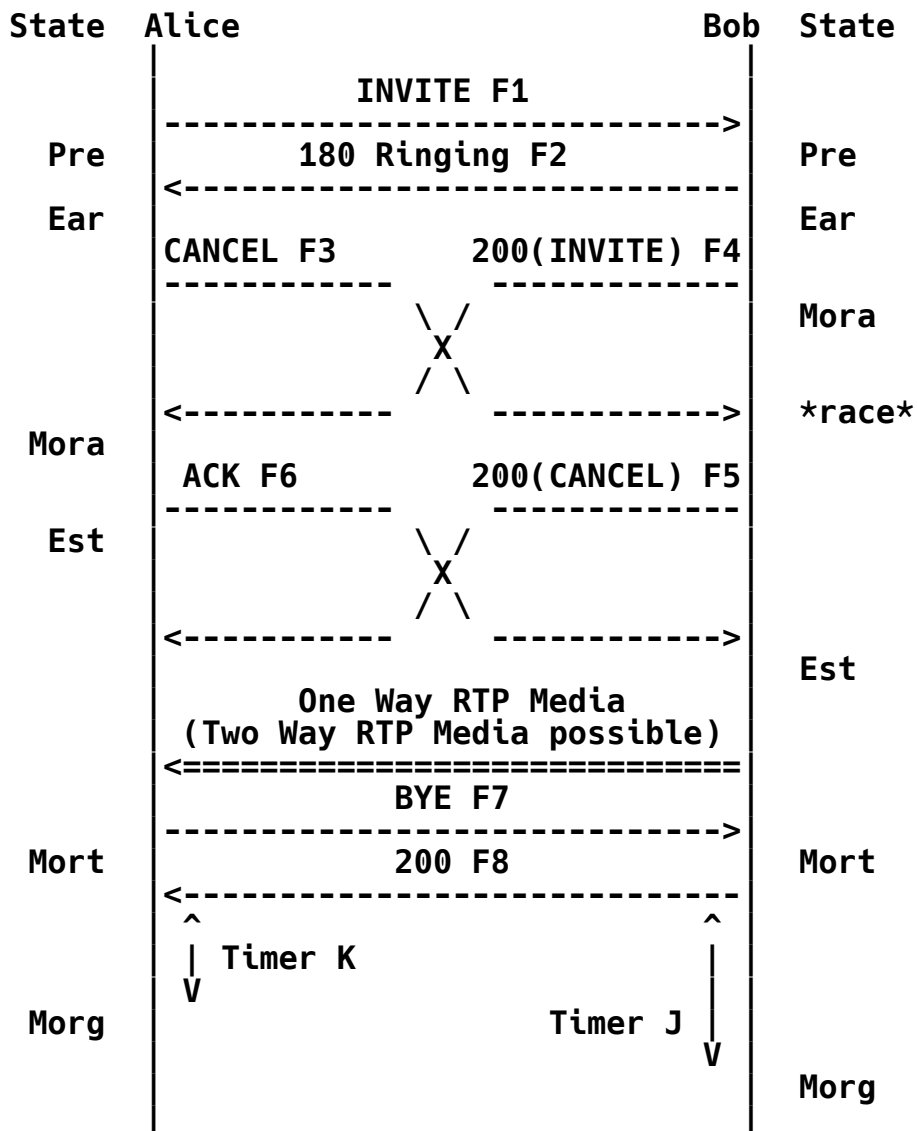 State Alice Bob State
INVITE F1
---------------------------->
Pre 180 Ringing F2 Pre
<----------------------------
Ear Ear
CANCEL F3 200(INVITE) F4
------------ -------------
\ / Mora
X
/ \
<----------- ------------> *race*
Mora
ACK F6 200(CANCEL) F5
------------ -------------
Est \ /
X
/ \
<----------- ------------>
Est
One Way RTP Media
(Two Way RTP Media possible)
<=============================
BYE F7
---------------------------->
Mort 200 F8 Mort
<-----------------------------
^ ^
| Timer K |
V |
Morg Timer J |
V
Morg